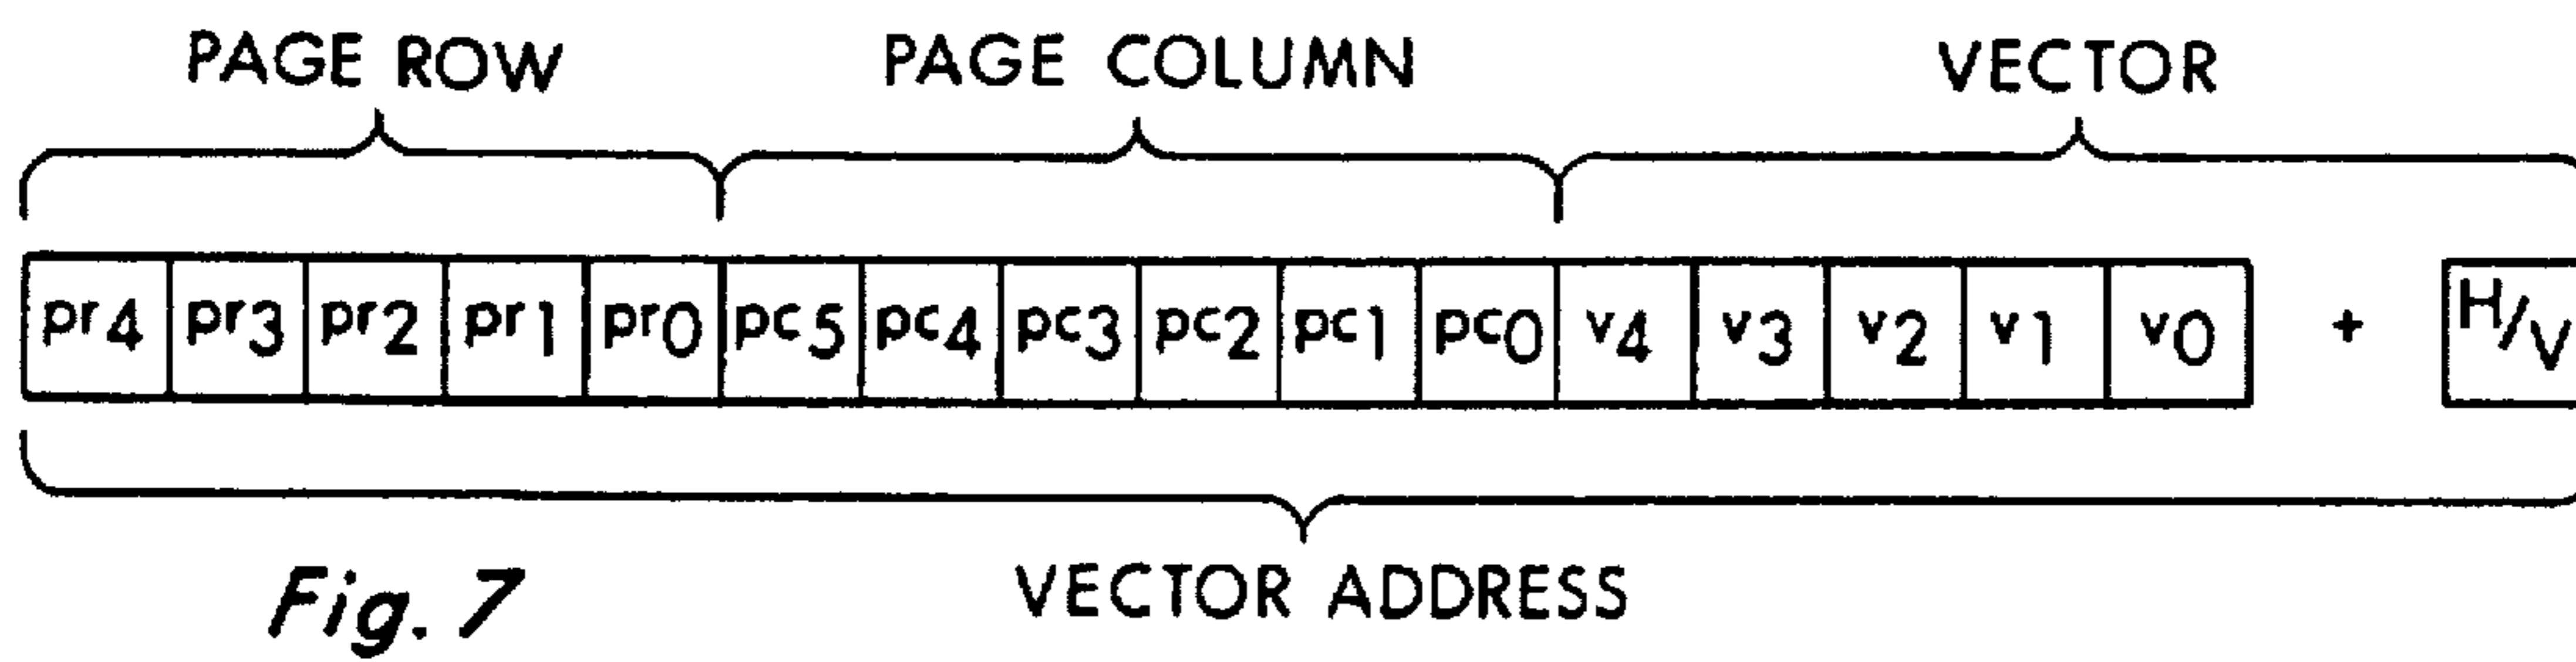 PAGE ROW PAGE COLUMN VECTOR
pr4 pr3 pr2 pr1 pr0 pc5 pc4 pc3 pc2 pc1 pc0 v4 v3 v2 v1 v0 + H/V
VECTOR ADDRESS
Fig. 7